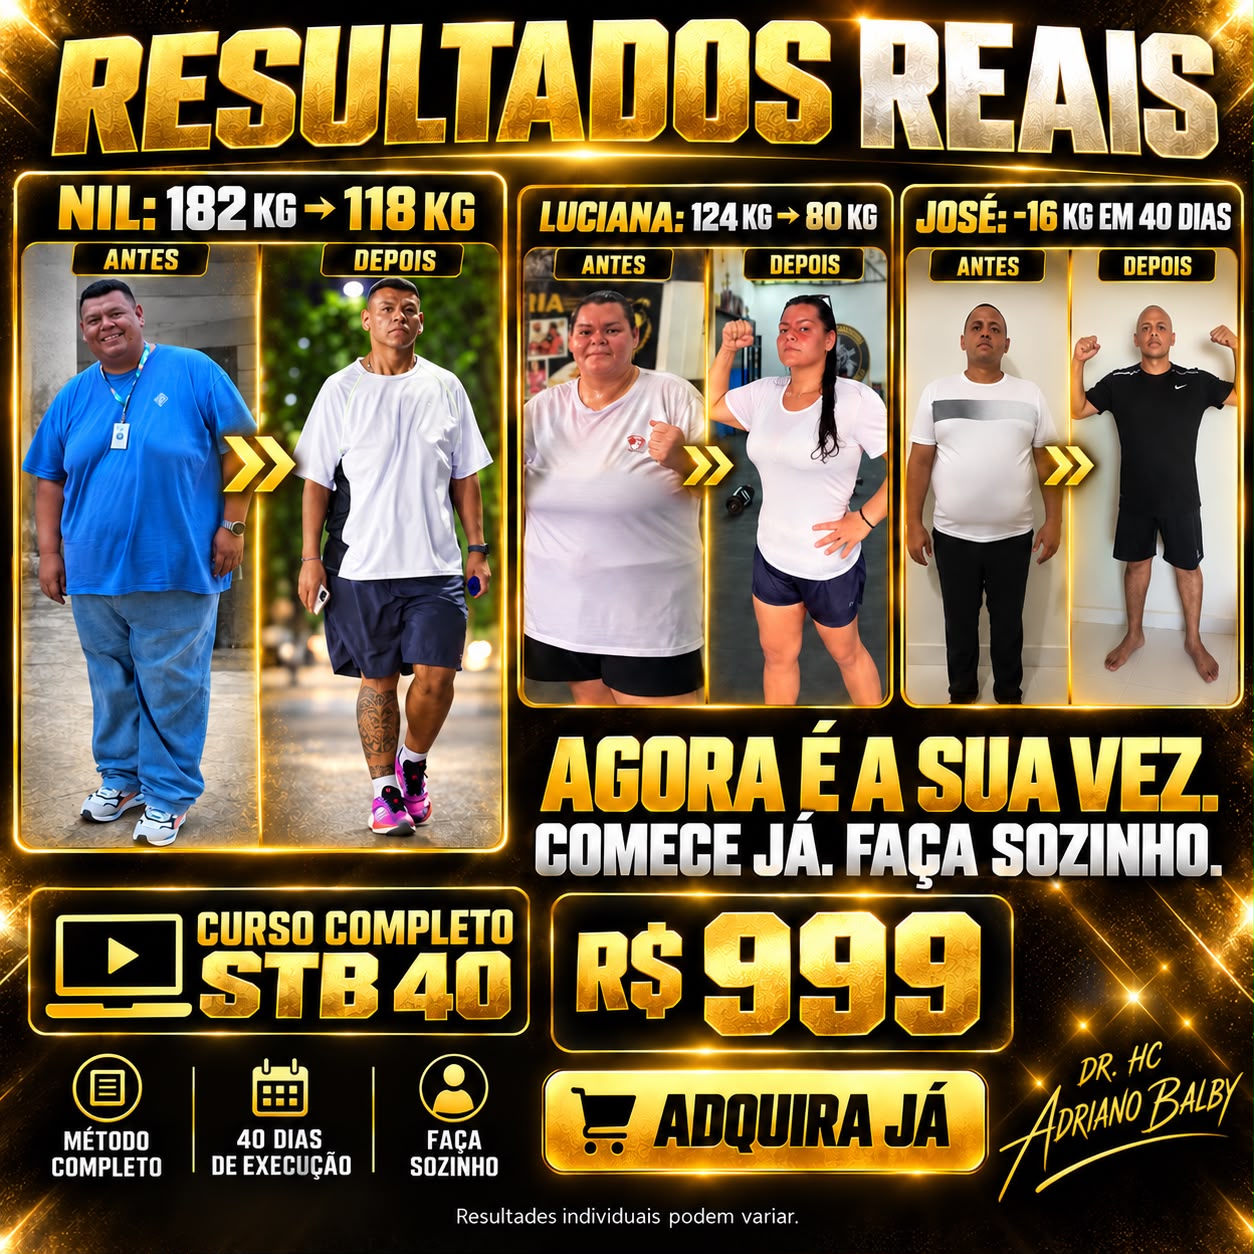 RESULTADOS REAIS
NIL: 182 KG → 118 KG
ANTES
DEPOIS
LUCIANA: 124 KG → 80 KG
ANTES
DEPOIS
JOSÉ: -16 KG EM 40 DIAS
ANTES
DEPOIS
RIA
AGORA É A SUA VEZ.
COMECE JÁ. FAÇA SOZINHO.
CURSO COMPLETO
STB 40
R$ 999
MÉTODO
COMPLETO
40 DIAS
DE EXECUÇÃO
FAÇA
SOZINHO
ADQUIRA JÁ
DR. HC
ADRIANO BALBY
Resultades individuais podem variar.